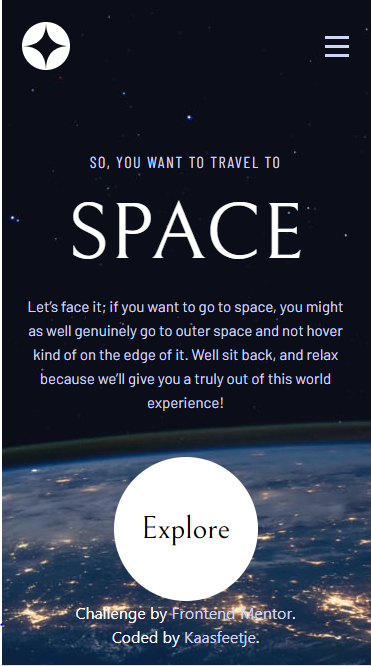 SO, YOU WANT TO TRAVEL TO
SPACE
Let’s face it; if you want to go to space, you might
as well genuinely go to outer space and not hover
kind of on the edge of it. Well sit back, and relax
because we’ll give you a truly out of this world
experience!
Explore
Challenge by Frontend Mentor.
Coded by Kaasfeetje.